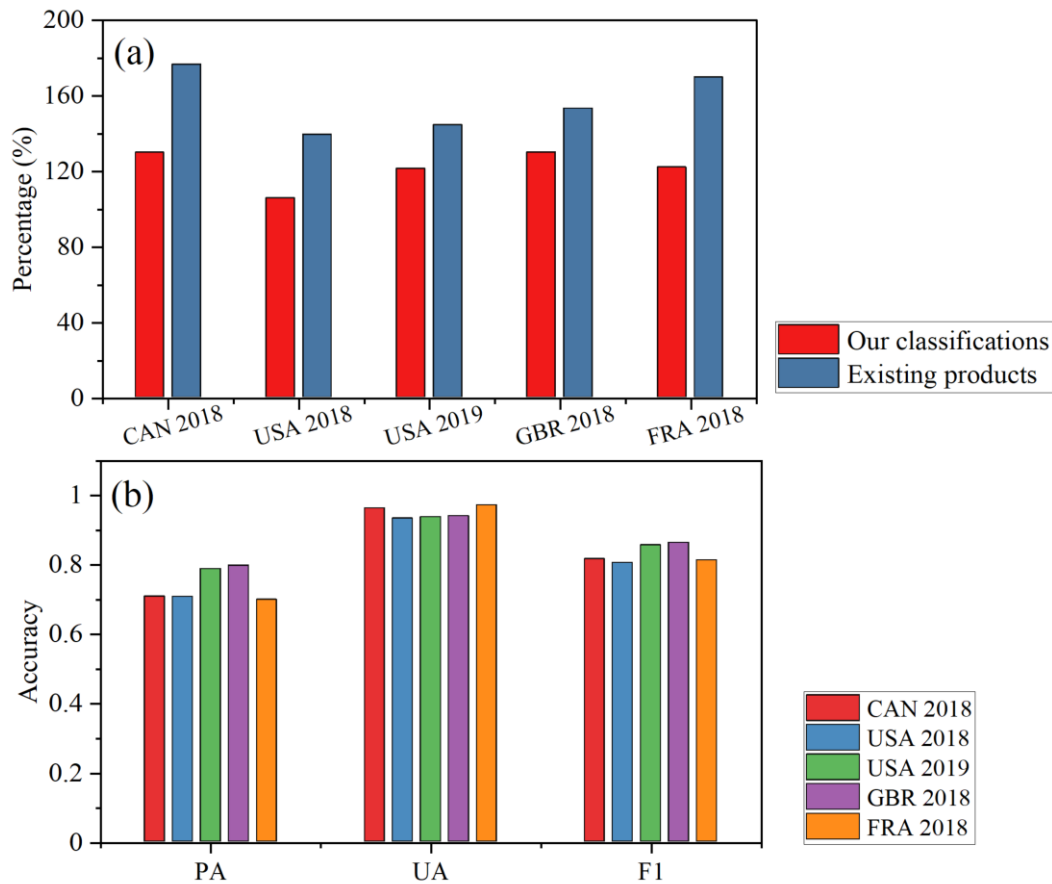 (a)
Percentage (%)
200
160
120
80
40
0
CAN 2018
USA 2018
USA 2019
GBR 2018
FRA 2018
Our classifications
Existing products
(b)
Accuracy
1
0.8
0.6
0.4
0.2
0
PA
UA
F1
CAN 2018
USA 2018
USA 2019
GBR 2018
FRA 2018